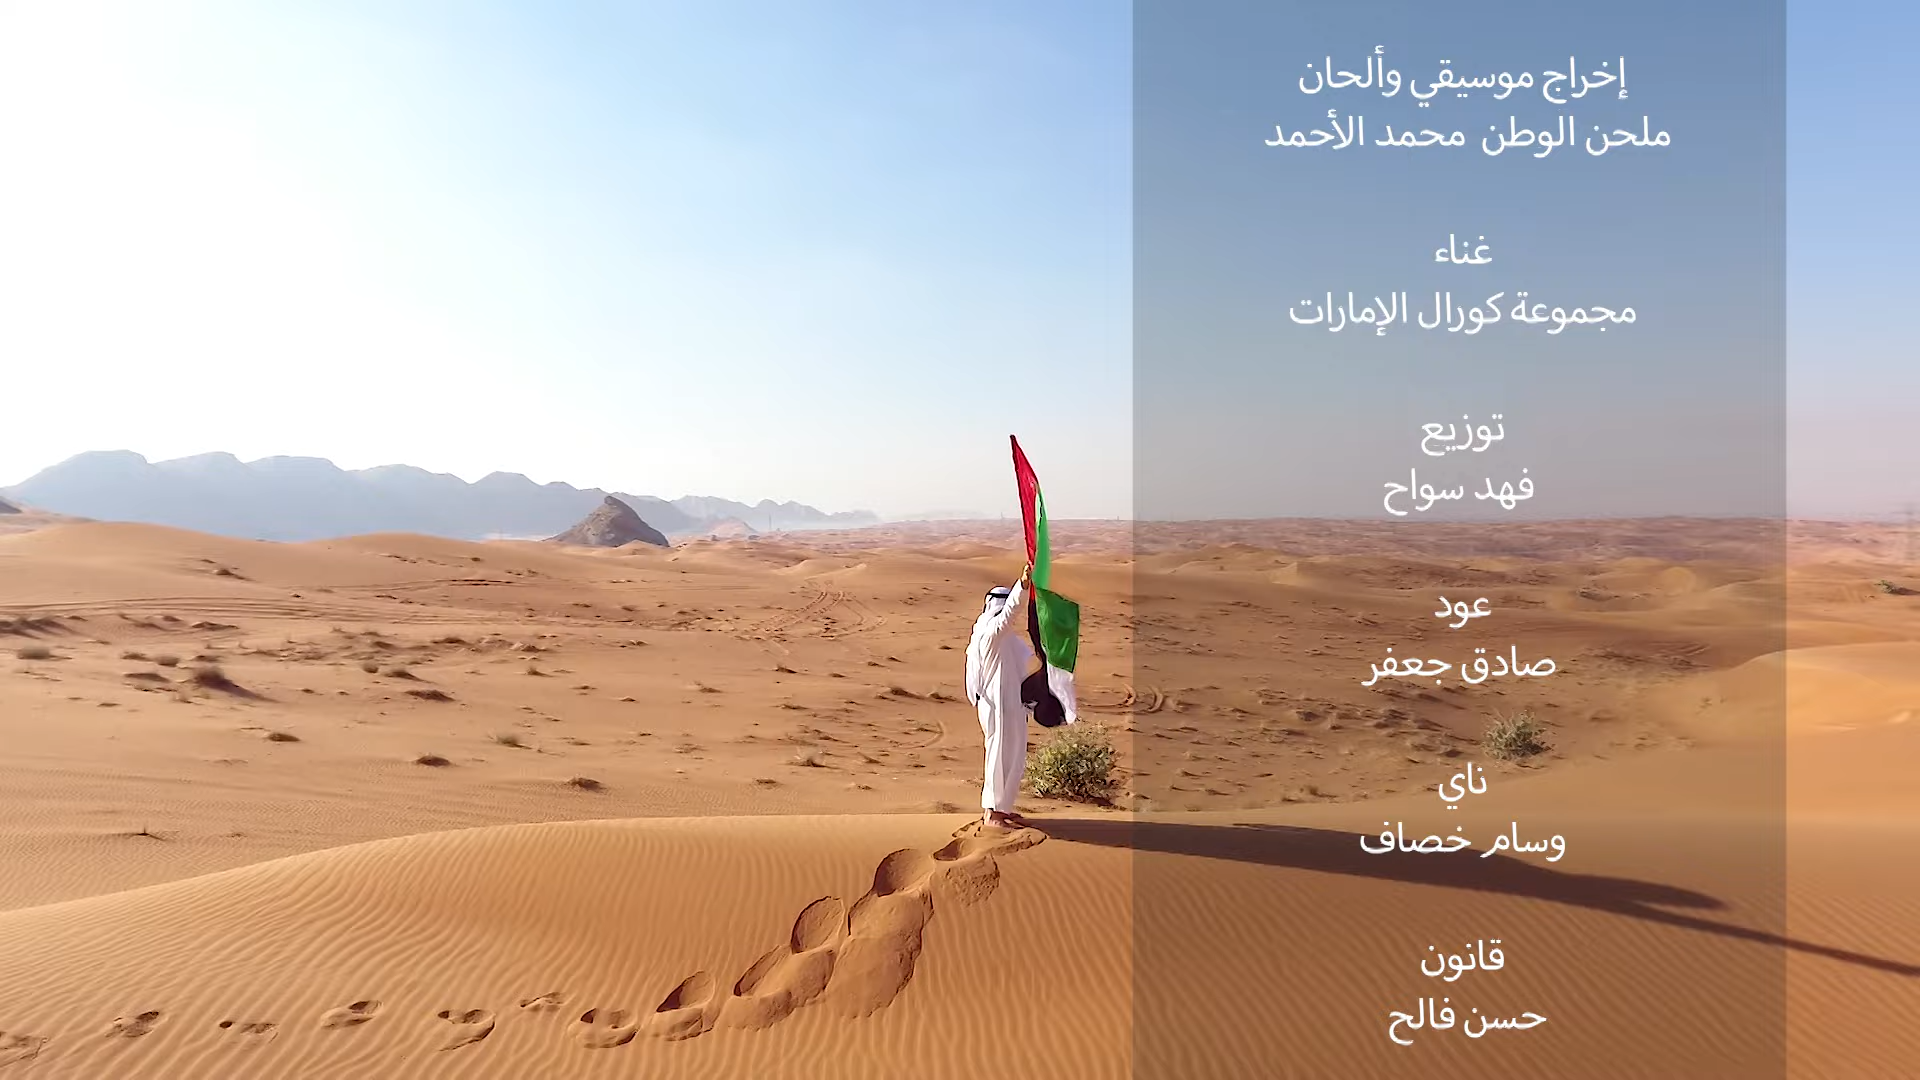 إخراج موسيقي وألحان
ملحن الوطن محمد الأحمد
غناء
مجموعة كورال الإمارات
توزيع
فهد سواح
عود
صادق جعفر
ناي
وسام خصاف
قانون
حسن فالح